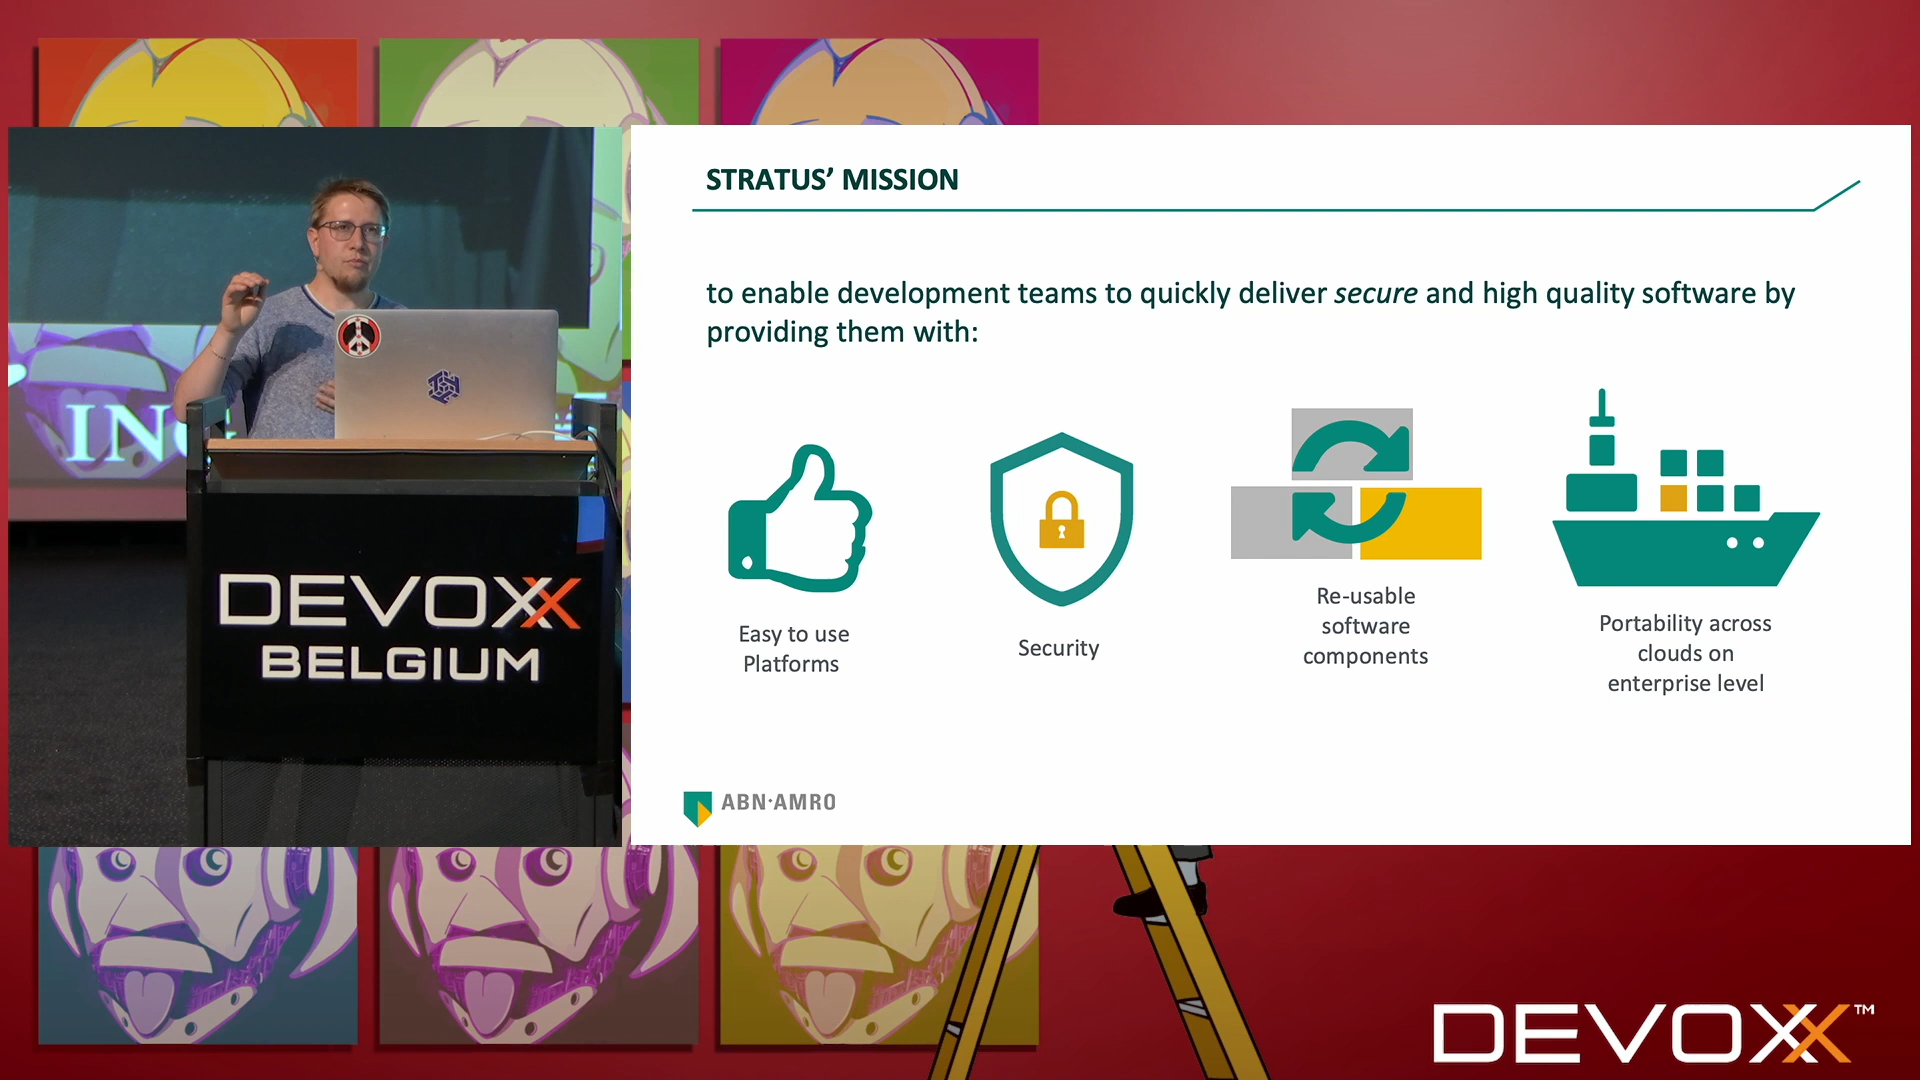 STRATUS’ MISSION
to enable development teams to quickly deliver secure and high quality software by
providing them with:
Easy to use
Platforms
Security
Re-usable
software
components
Portability across
clouds on
enterprise level
ABN·AMRO
ING
DEVOXX
BELGIUM
DEVOXX™